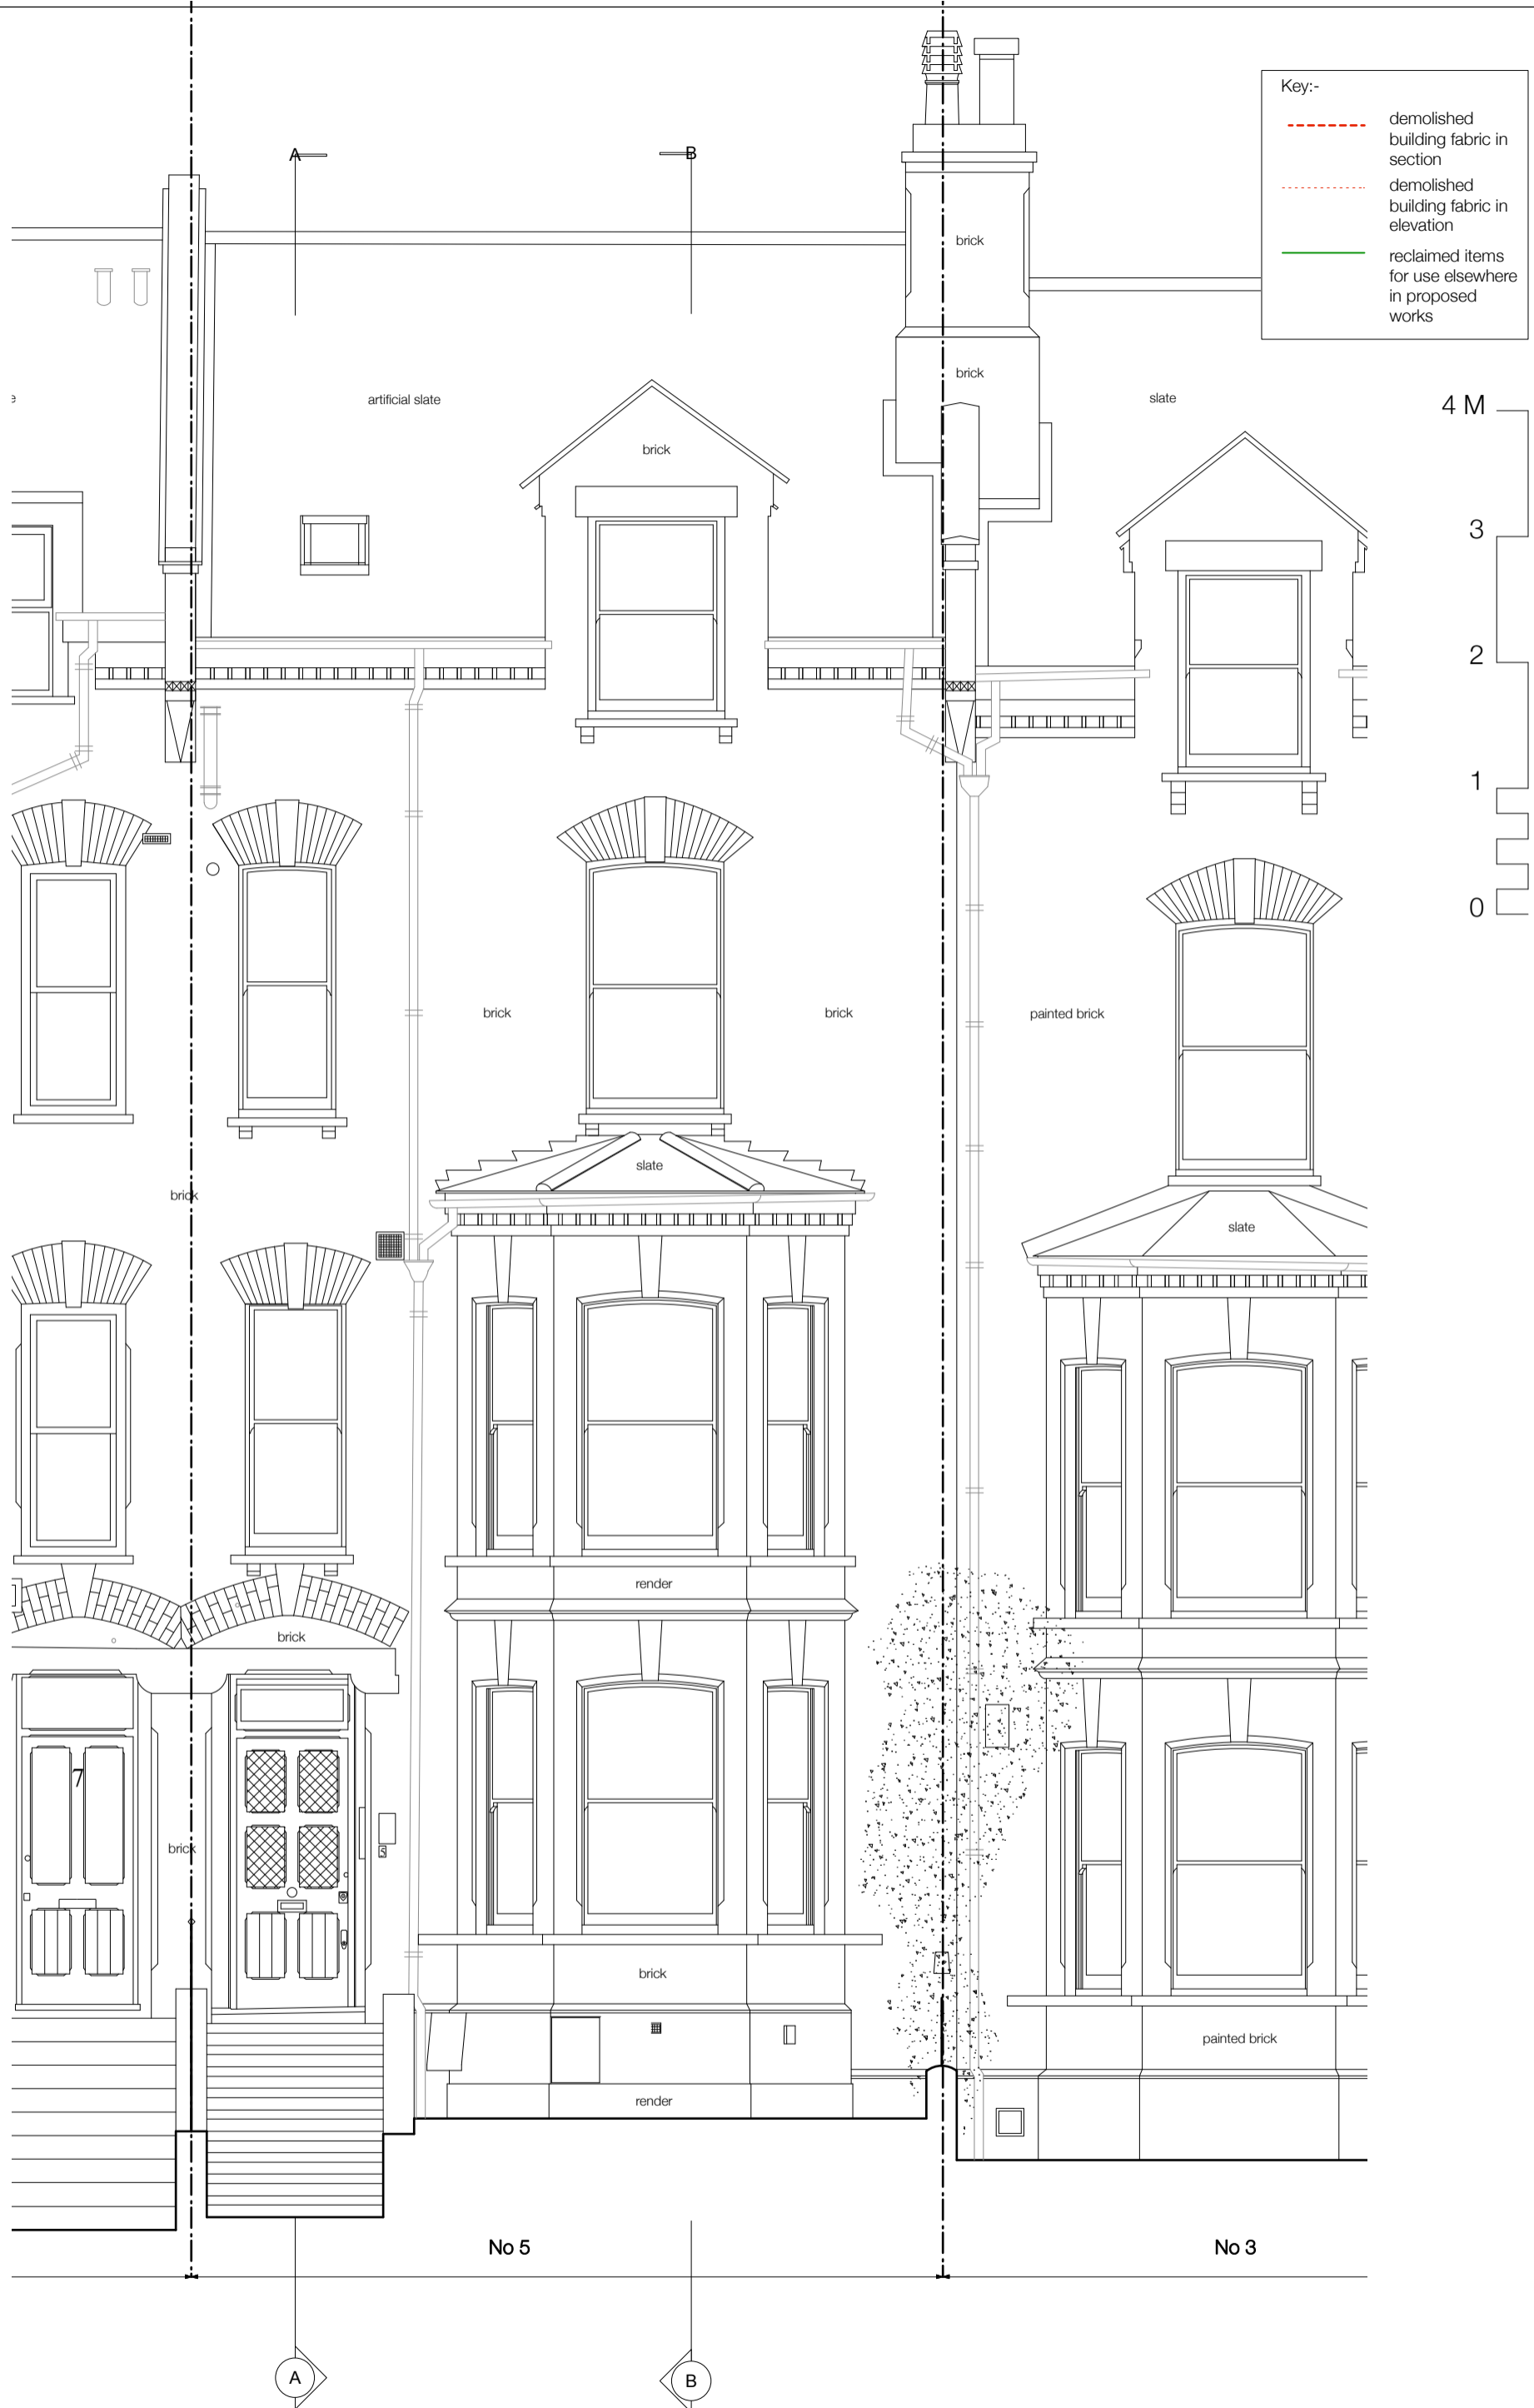 Key:-
demolished
building fabric in
section
demolished
building fabric in
elevation
reclaimed items
for use elsewhere
in proposed
works
A
B
brick
brick
artificial slate
slate
brick
4 M
3
2
1
0
brick
brick
painted brick
slate
brick
slate
render
brick
7
brick
5
brick
painted brick
render
No 5
No 3
A
B